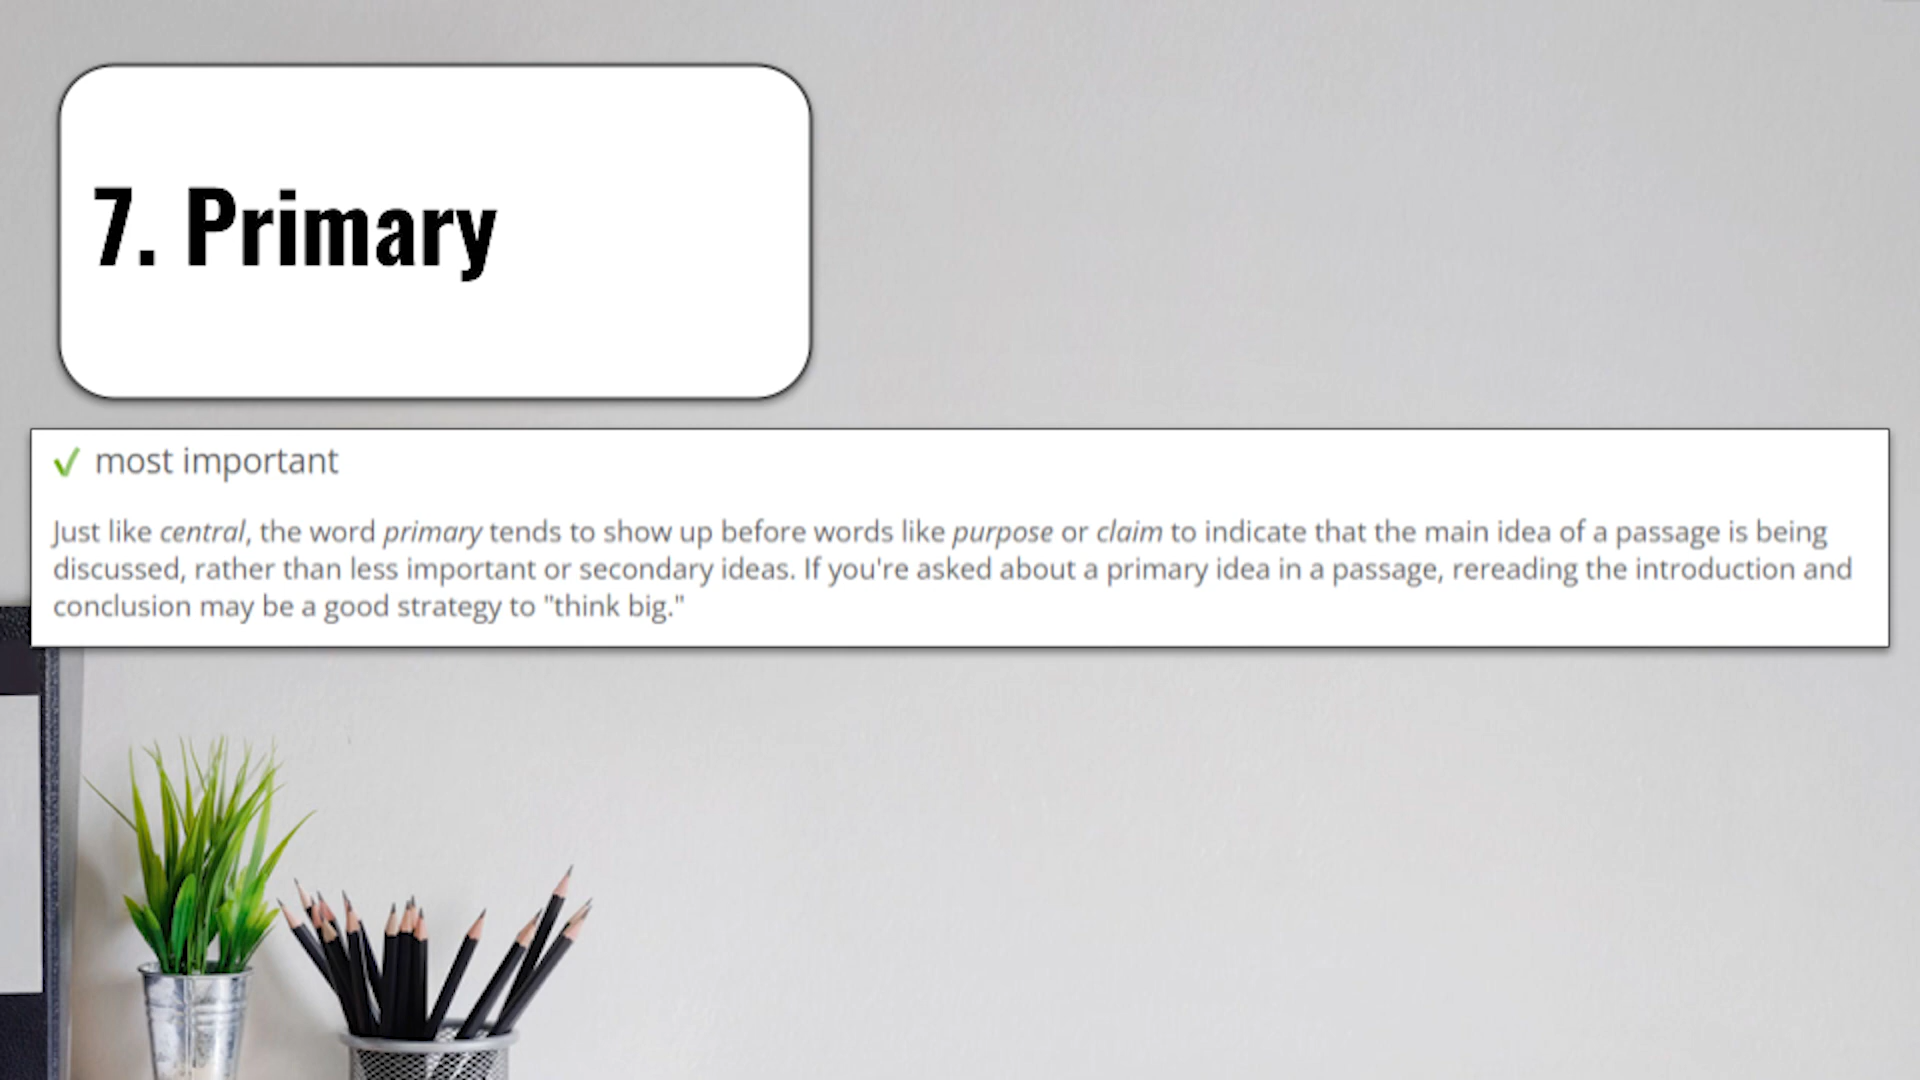 7. Primary
✓ most important
Just like central, the word primary tends to show up before words like purpose or claim to indicate that the main idea of a passage is being
discussed, rather than less important or secondary ideas. If you're asked about a primary idea in a passage, rereading the introduction and
conclusion may be a good strategy to "think big."